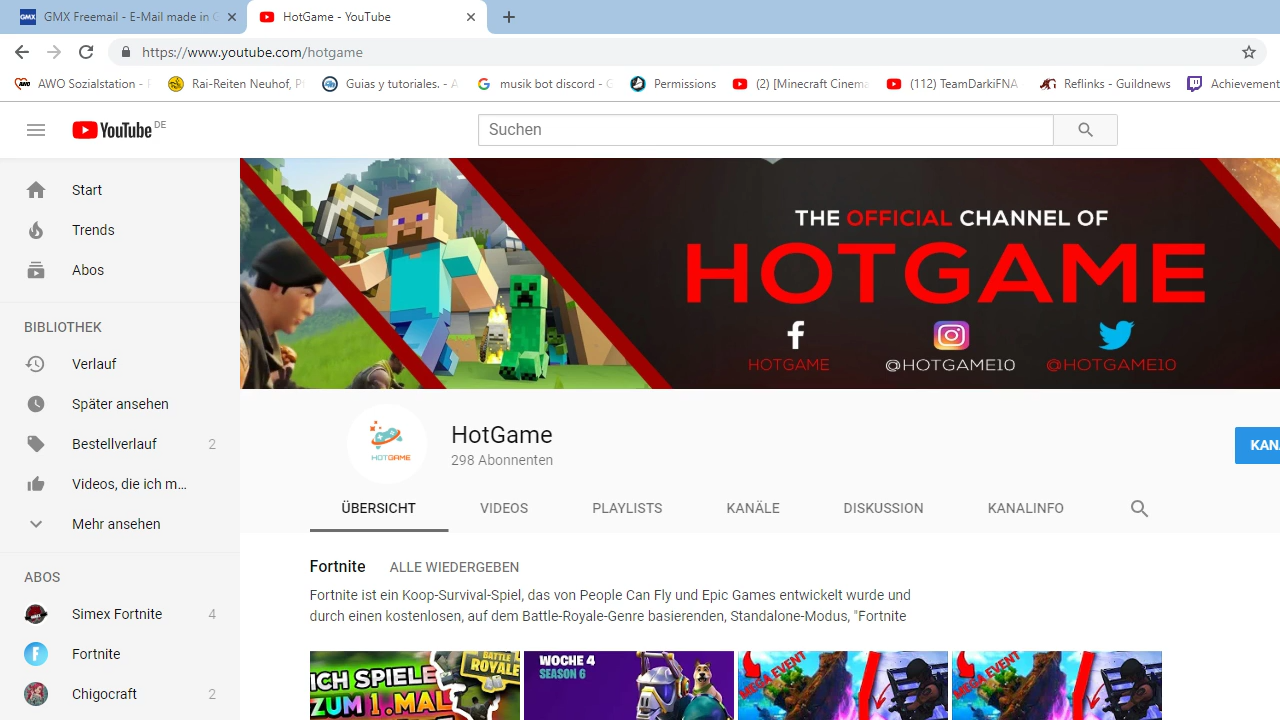 GMX GMX Freemail - E-Mail made in G
HotGame - YouTube
https://www.youtube.com/hotgame
AWO Sozialstation -
Rai-Reiten Neuhof, Pf
Guias y tutoriales. - A
musik bot discord - G
Permissions
(2) [Minecraft Cinema
(112) TeamDarkiFNA
Reflinks - Guildnews
Achievement
YouTube DE
Suchen
Start
Trends
Abos
BIBLIOTHEK
Verlauf
Später ansehen
Bestellverlauf 2
Videos, die ich m...
Mehr ansehen
ABOS
Simex Fortnite 4
Fortnite
Chigocraft 2
THE OFFICIAL CHANNEL OF
HOTGAME
HOTGAME @HOTGAME10 @HOTGAME10
HOTGAME
HotGame
298 Abonnenten
KAN
ÜBERSICHT VIDEOS PLAYLISTS KANÄLE DISKUSSION KANALINFO
Fortnite ALLE WIEDERGEBEN
Fortnite ist ein Koop-Survival-Spiel, das von People Can Fly und Epic Games entwickelt wurde und
durch einen kostenlosen, auf dem Battle-Royale-Genre basierenden, Standalone-Modus, "Fortnite
ICH SPIELE
ZUM 1.MAL
BATTLE
ROYALE
WOCHE 4
SEASON 6
MEGA EVENT
MEGA EVENT